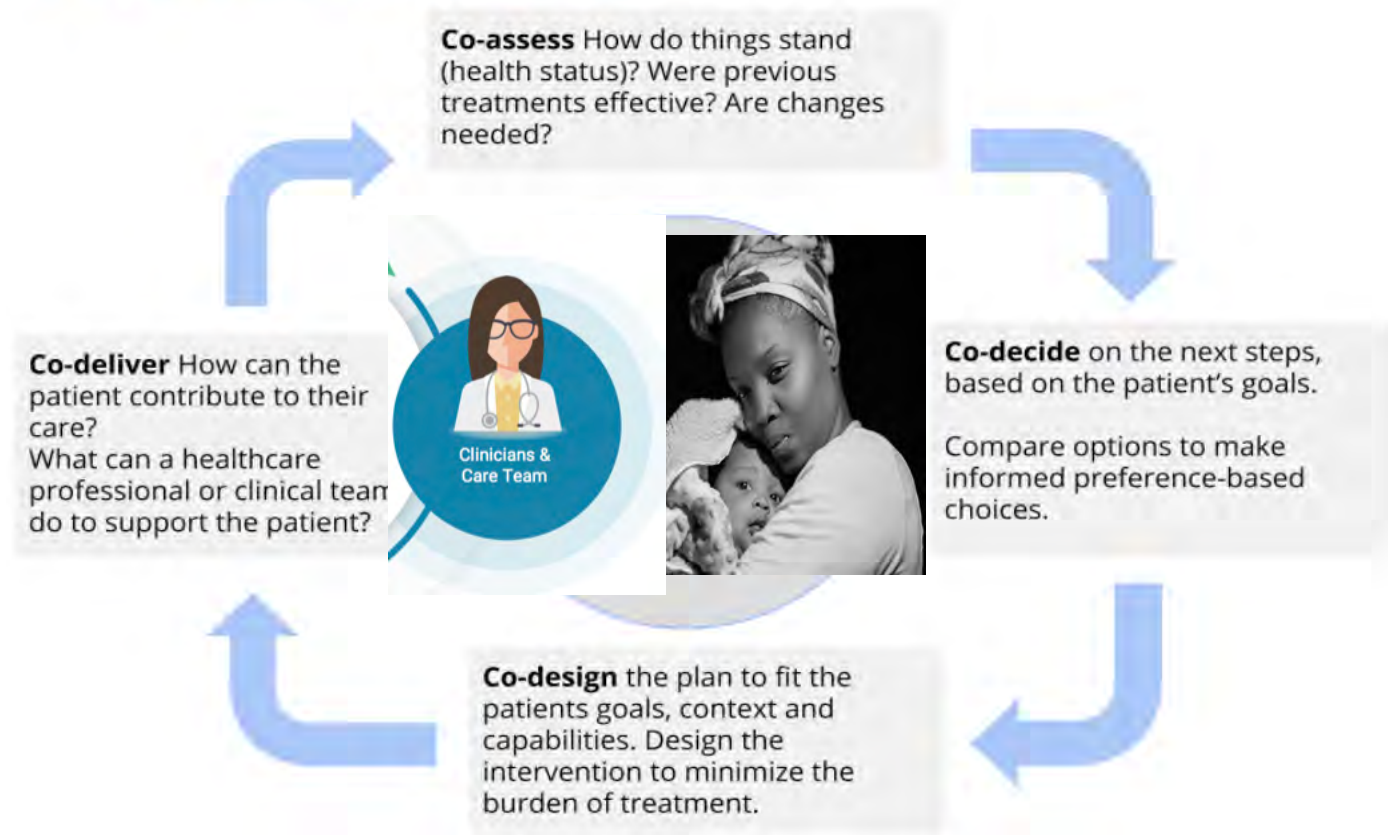 Co-assess How do things stand
(health status)? Were previous
treatments effective? Are changes
needed?
Co-decide on the next steps,
based on the patient's goals.
Compare options to make
informed preference-based
choices.
Co-design the plan to fit the
patients goals, context and
capabilities. Design the
intervention to minimize the
burden of treatment.
Co-deliver How can the
patient contribute to their
care?
What can a healthcare
professional or clinical team
do to support the patient?
Clinicians &
Care Team